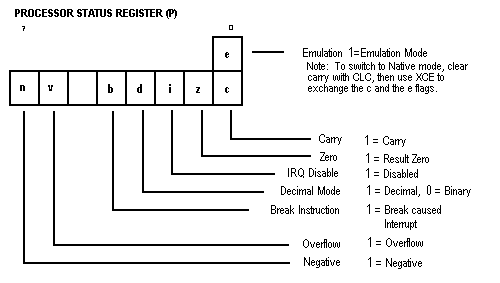 PROCESSOR STATUS REGISTER (P)
7 0
e
Emulation 1=Emulation Mode
Note: To switch to Native mode, clear
carry with CLC, then use XCE to
exchange the c and the e flags.
n v b d i z c
Carry 1 = Carry
Zero 1 = Result Zero
IRQ Disable 1 = Disabled
Decimal Mode 1 = Decimal, 0 = Binary
Break Instruction 1 = Break caused
Interrupt
Overflow 1 = Overflow
Negative 1 = Negative